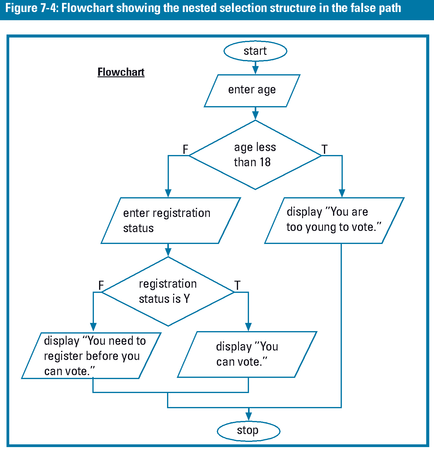 Figure 7-4: Flowchart showing the nested selection structure in the false path
start
Flowchart
enter age
age less
than 18
F
T
enter registration
status
display "You are
too young to vote."
registration
status is Y
F
T
display "You need to
register before you
can vote."
display "You
can vote."
stop